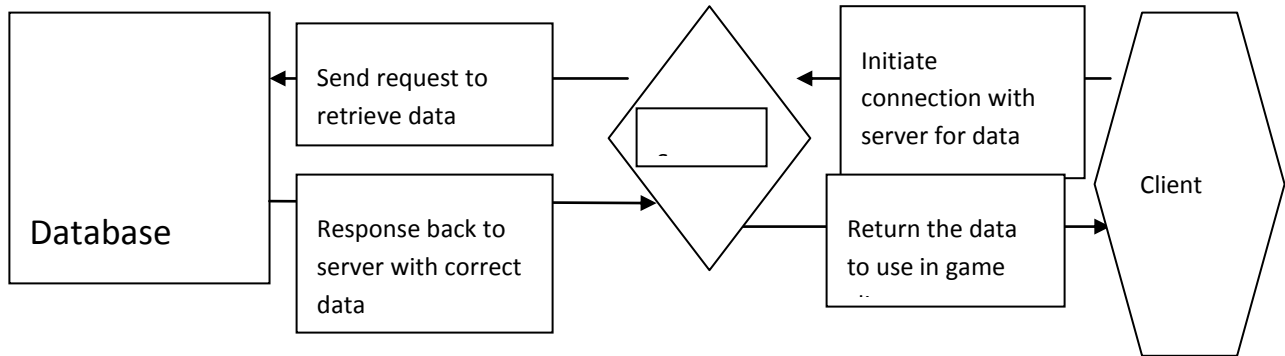 Send request to
retrieve data
Initiate
connection with
server for data
Database
Response back to
server with correct
data
Return the data
to use in game
Client